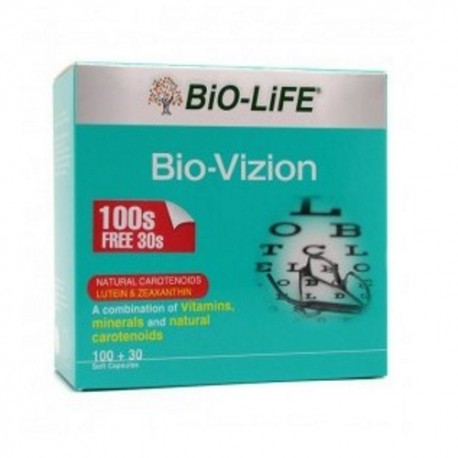 BiO-LiFE®
Bio-Vizion
100s
FREE 30s
NATURAL CAROTENOIDS
LUTEIN & ZEAXANTHIN
A combination of Vitamins,
minerals and natural
carotenoids
100 + 30
Soft Capsules
L
O B
T C L O
E